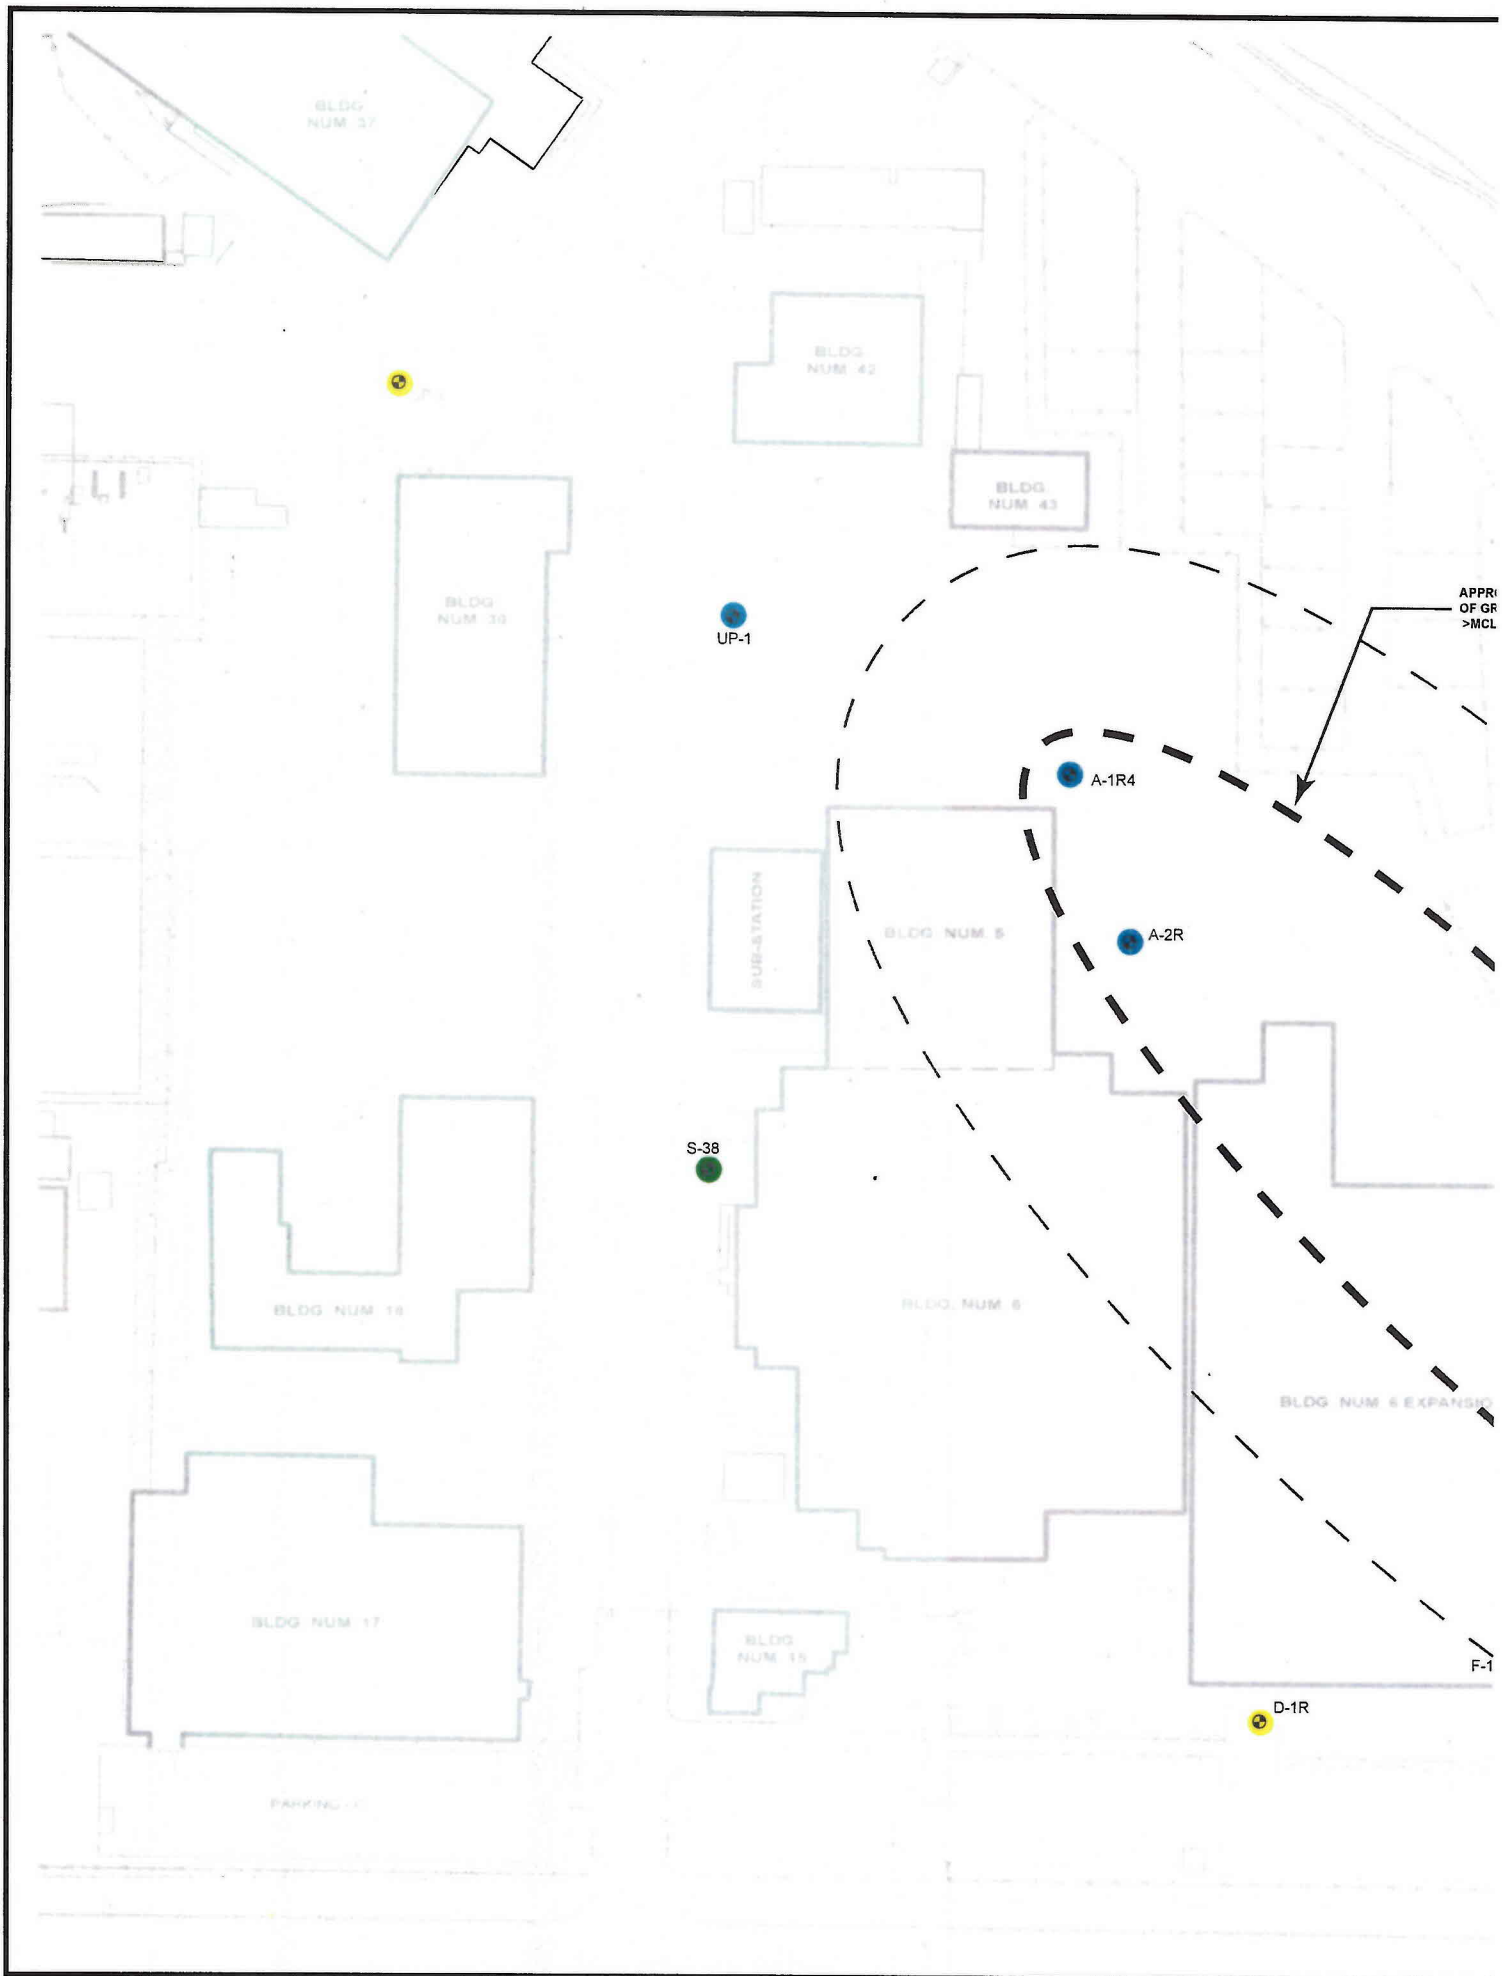 BLDG
NUM 37
BLDG
NUM 42
BLDG
NUM 43
BLDG
NUM
APPR
OF GR
>MCL
UP-1
A-1R4
SUB-STATION
BLDG NUM 5
A-2R
S-38
BLDG NUM 18
BLDG. NUM 6
BLDG NUM 6 EXPANSIO
BLDG NUM 17
BLDG
NUM 15
F-1
D-1R
PARKING